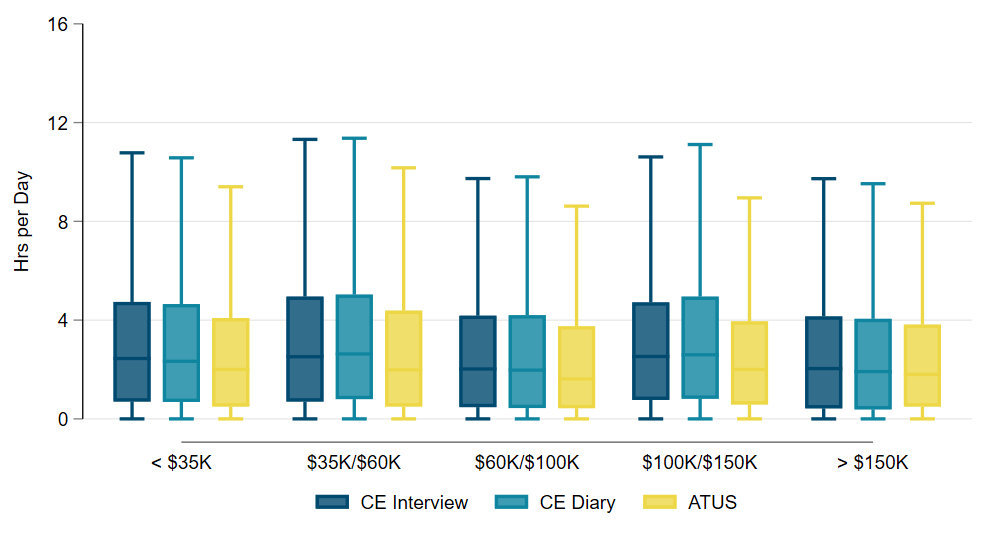 16
12
8
4
0
Hrs per Day
< $35K $35K/$60K $60K/$100K $100K/$150K > $150K
CE Interview CE Diary ATUS